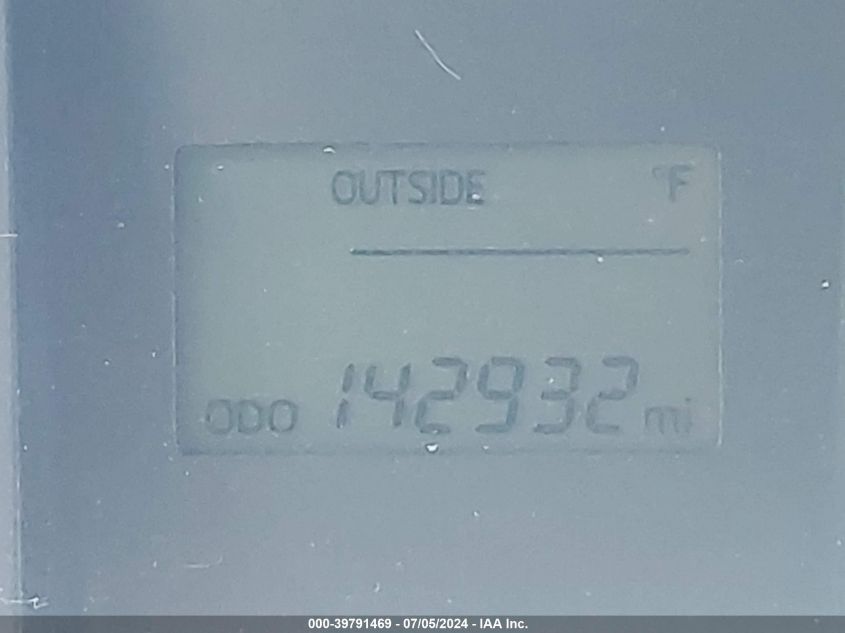 OUTSIDE °F
ODO 142932 mi
000-39791469 - 07/05/2024 - IAA Inc.